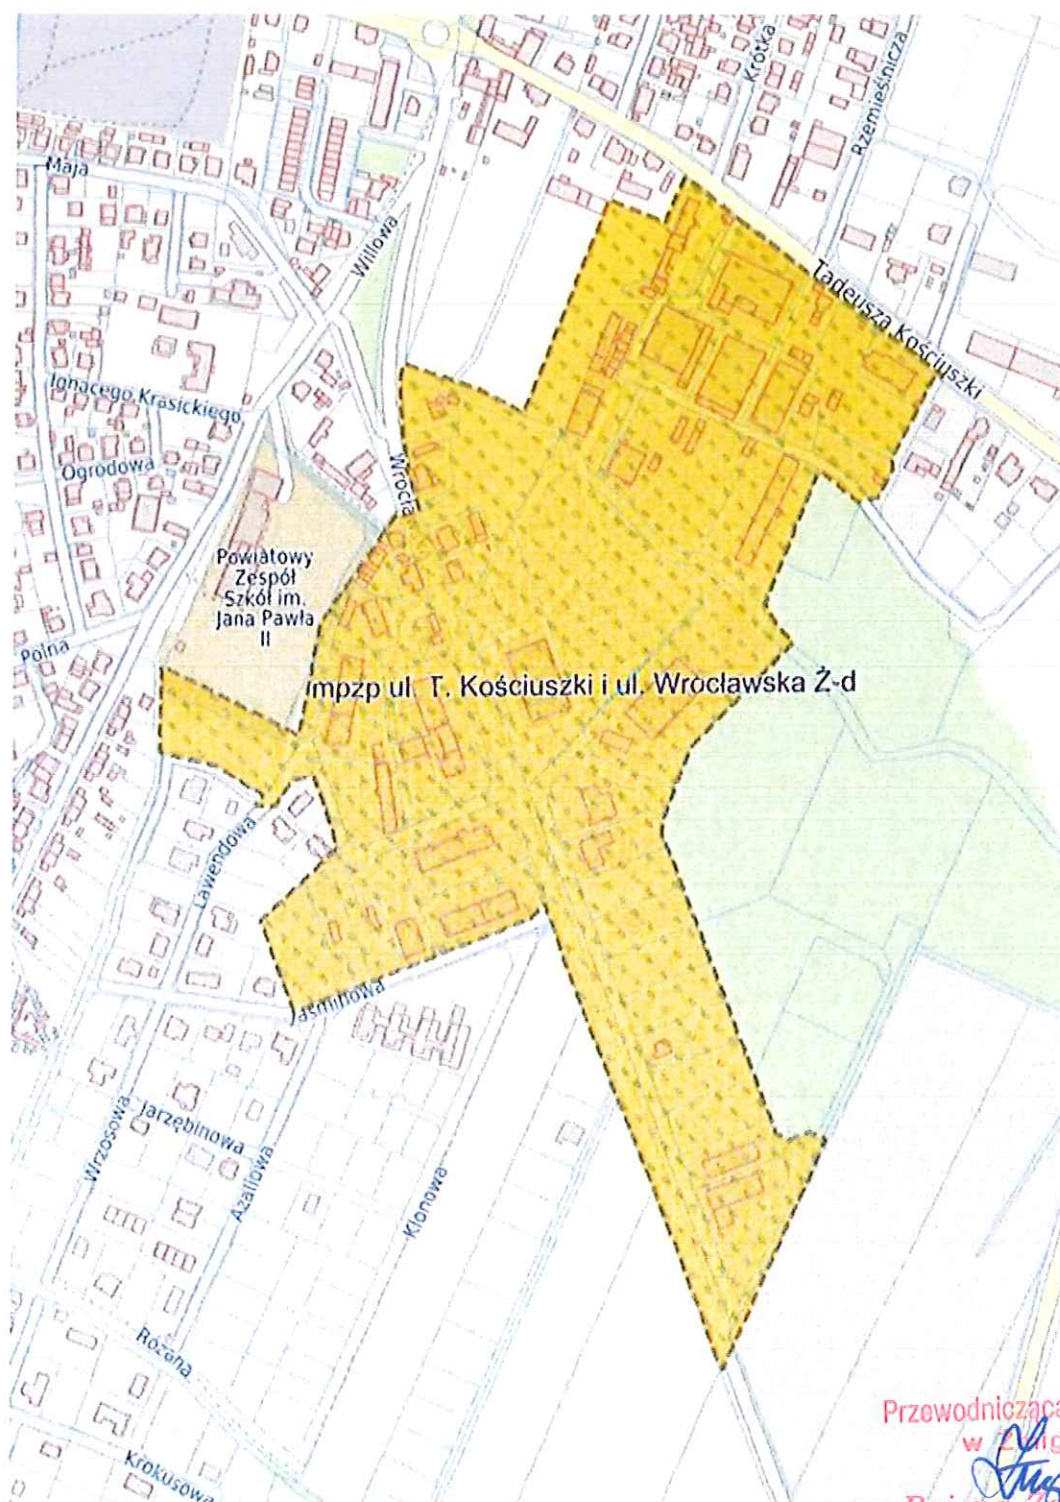 Krótka
Rzemieślnicza
Maja
Willowa
Tadeusza Kościuszki
Ignacego Krasickiego
Ogrodowa
Wrocła
Powiatowy
Zespół
Szkół im.
Jana Pawła
II
Polna
mpzp ul. T. Kościuszki i ul. Wrocławska Ż-d
Lawendowa
Jaśminowa
Wrzosowa
Jarzębinowa
Azaliowa
Klonowa
Różana
Krokusowa
Przewodnicząca
w